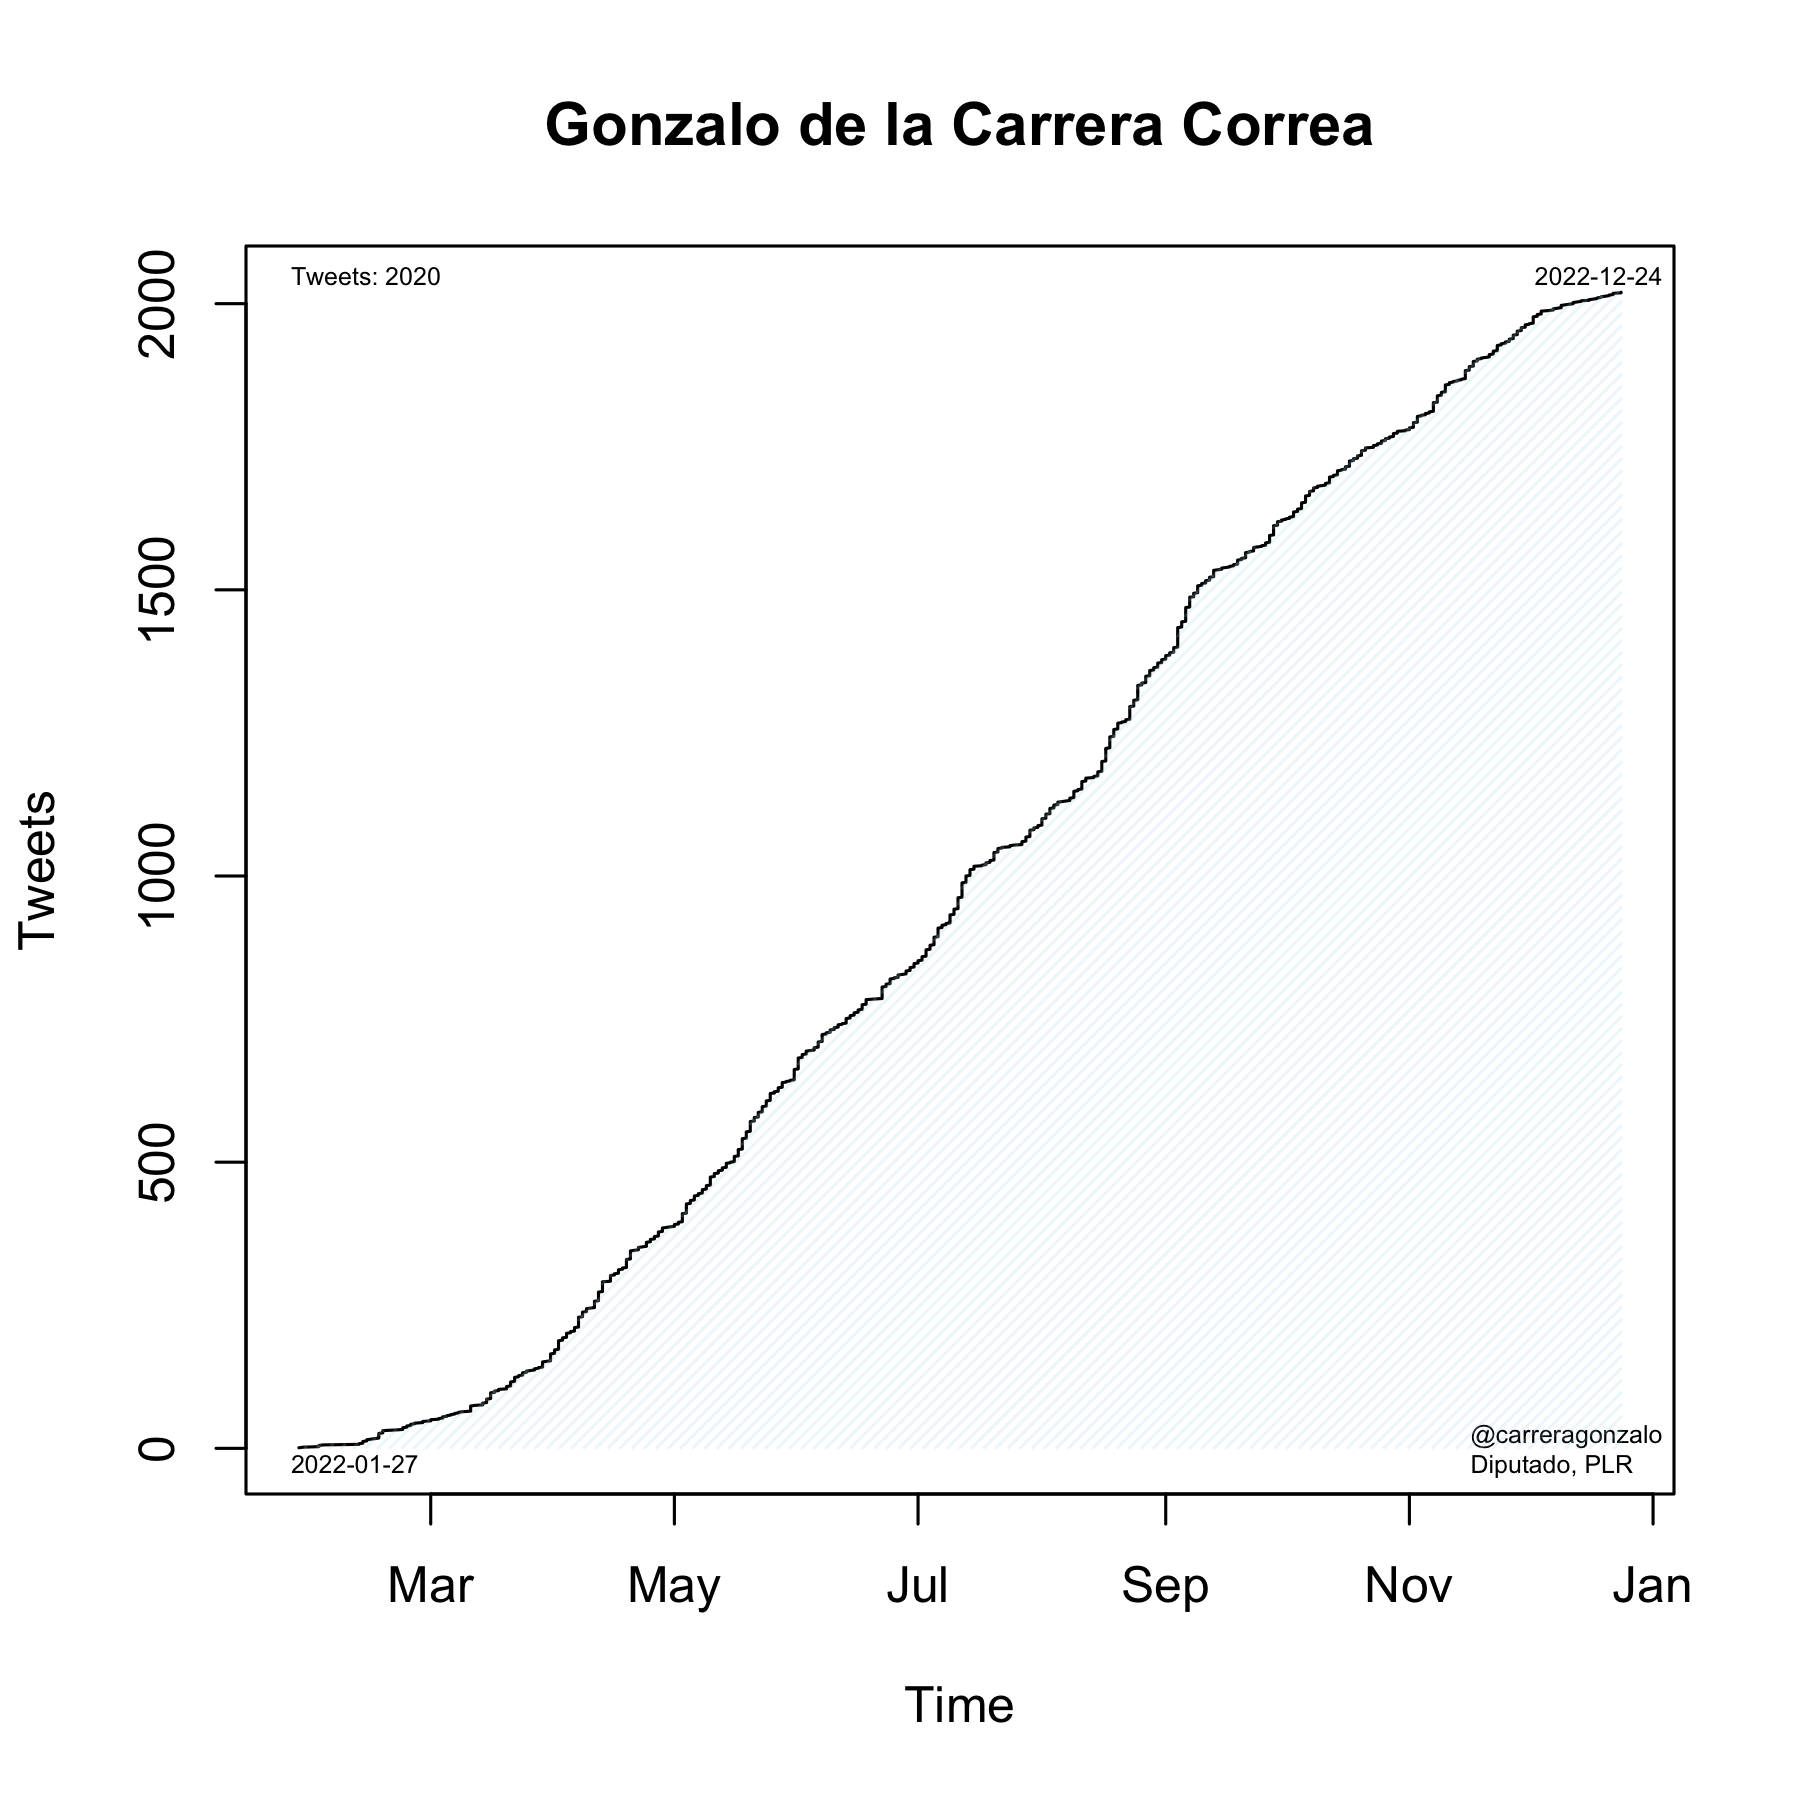 Gonzalo de la Carrera Correa
Tweets: 2020
2022-12-24
2000
1500
1000
500
0
Tweets
@carreragonzalo
2022-01-27
Diputado, PLR
Mar
May
Jul
Sep
Nov
Jan
Time